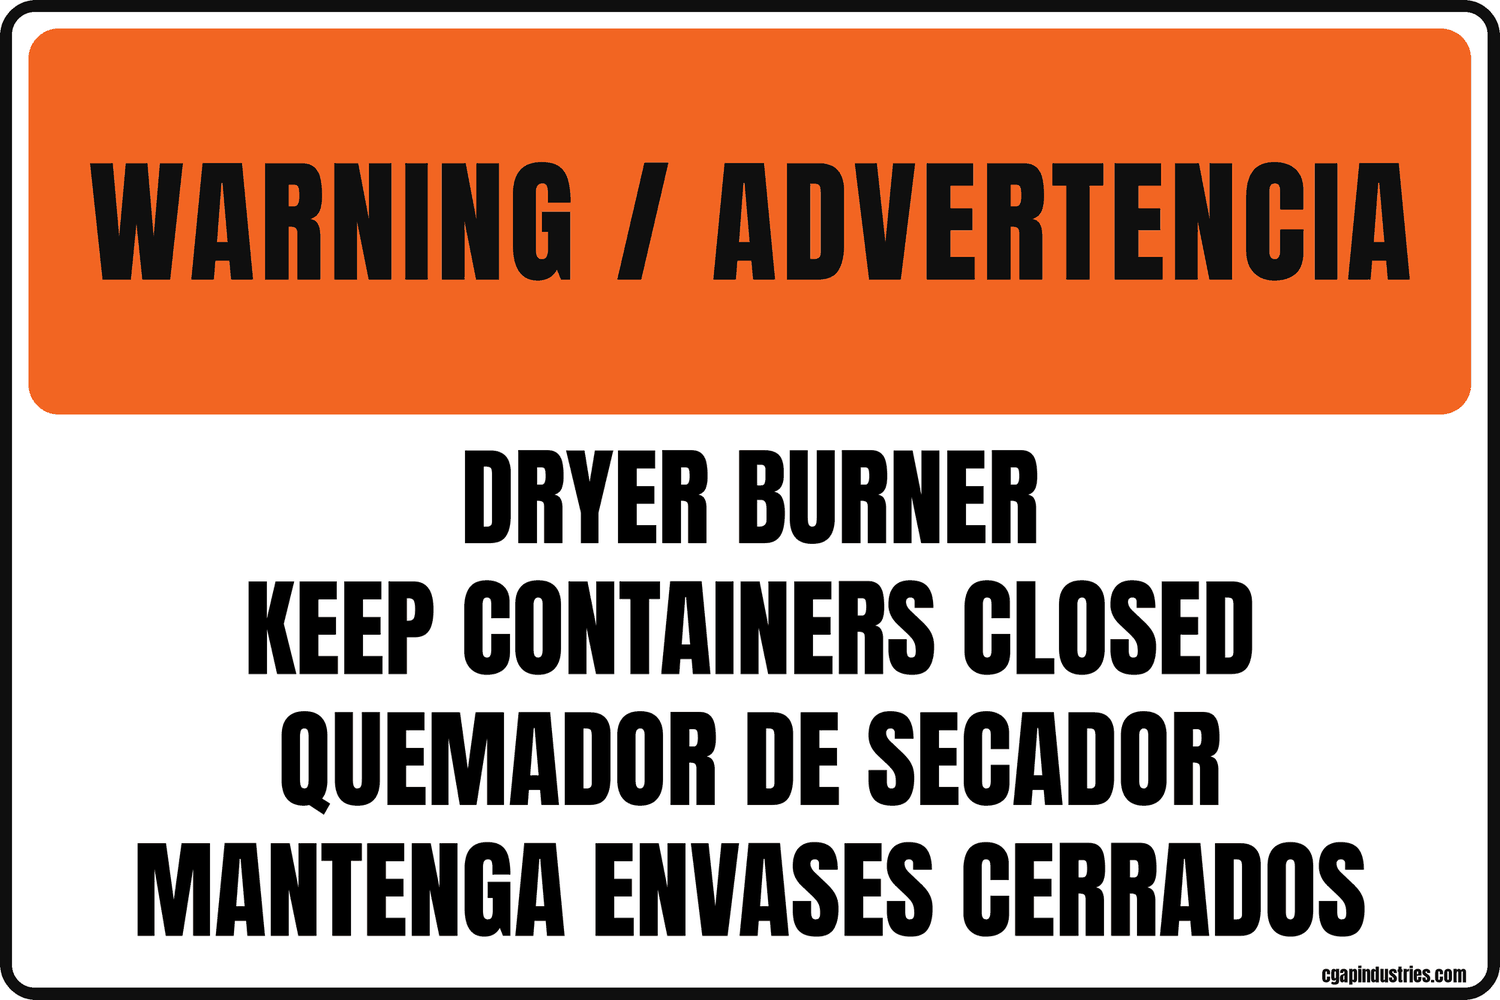 WARNING / ADVERTENCIA
DRYER BURNER
KEEP CONTAINERS CLOSED
QUEMADOR DE SECADOR
MANTENGA ENVASES CERRADOS
cgapindustries.com